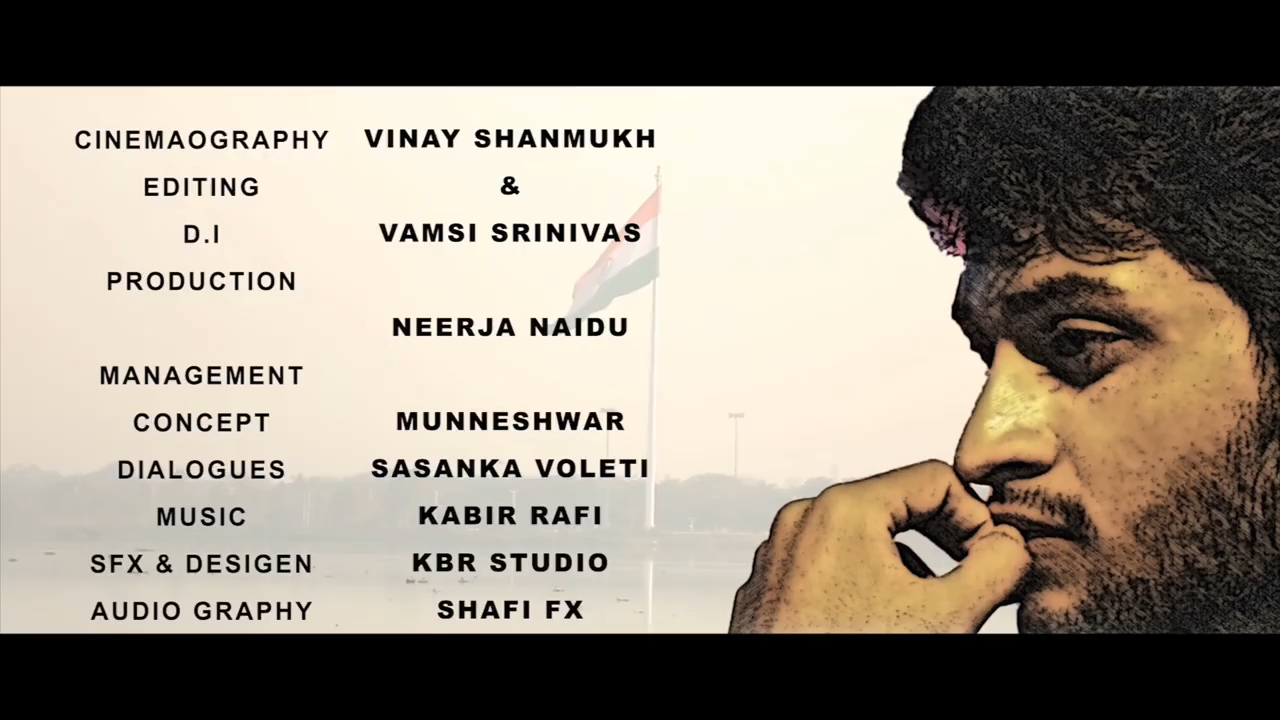 CINEMAOGRAPHY VINAY SHANMUKH
EDITING &
D.I VAMSI SRINIVAS
PRODUCTION
NEERJA NAIDU
MANAGEMENT
CONCEPT MUNNESHWAR
DIALOGUES SASANKA VOLETI
MUSIC KABIR RAFI
SFX & DESIGEN KBR STUDIO
AUDIO GRAPHY SHAFI FX